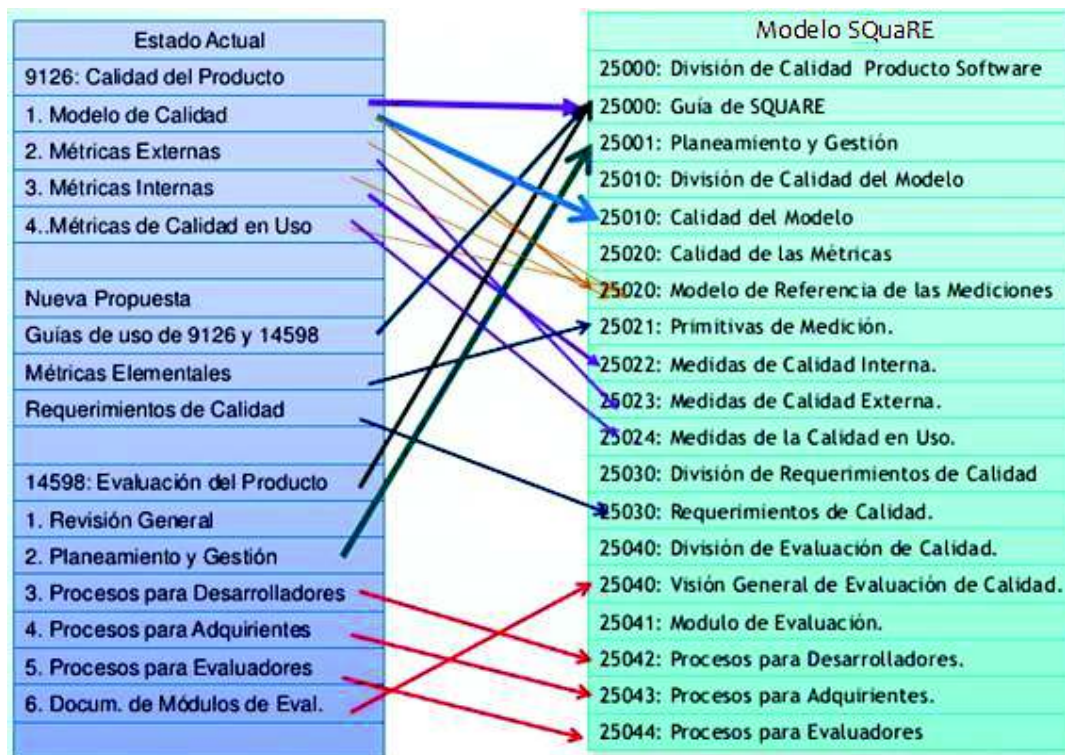 Estado Actual
9126: Calidad del Producto
1. Modelo de Calidad
2. Métricas Externas
3. Métricas Internas
4..Métricas de Calidad en Uso
Nueva Propuesta
Guías de uso de 9126 y 14598
Métricas Elementales
Requerimientos de Calidad
14598: Evaluación del Producto
1. Revisión General
2. Planeamiento y Gestión
3. Procesos para Desarrolladores
4. Procesos para Adquirientes
5. Procesos para Evaluadores
6. Docum. de Módulos de Eval.
Modelo SQuaRE
25000: División de Calidad Producto Software
25000: Guía de SQUARE
25001: Planeamiento y Gestión
25010: División de Calidad del Modelo
25010: Calidad del Modelo
25020: Calidad de las Métricas
25020: Modelo de Referencia de las Mediciones
25021: Primitivas de Medición.
25022: Medidas de Calidad Interna.
25023: Medidas de Calidad Externa.
25024: Medidas de la Calidad en Uso.
25030: División de Requerimientos de Calidad
25030: Requerimientos de Calidad.
25040: División de Evaluación de Calidad.
25040: Visión General de Evaluación de Calidad.
25041: Modulo de Evaluación.
25042: Procesos para Desarrolladores.
25043: Procesos para Adquirientes.
25044: Procesos para Evaluadores